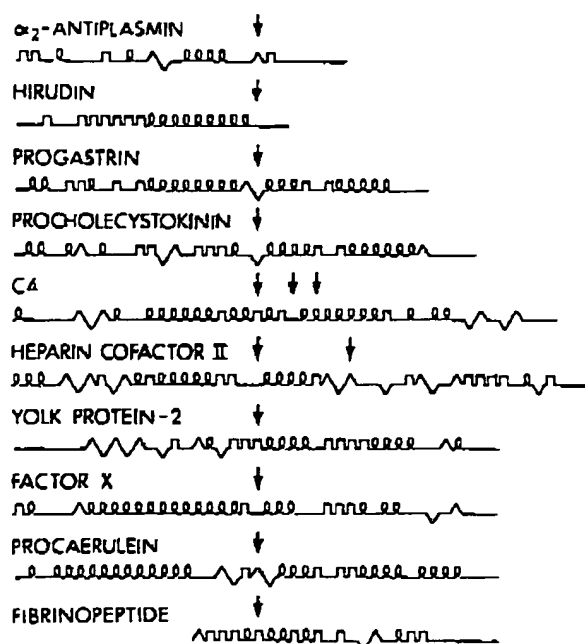 α₂-ANTIPLASMIN
HIRUDIN
PROGASTRIN
PROCHOLECYSTOKININ
C4
HEPARIN COFACTOR II
YOLK PROTEIN-2
FACTOR X
PROCAERULEIN
FIBRINOPEPTIDE